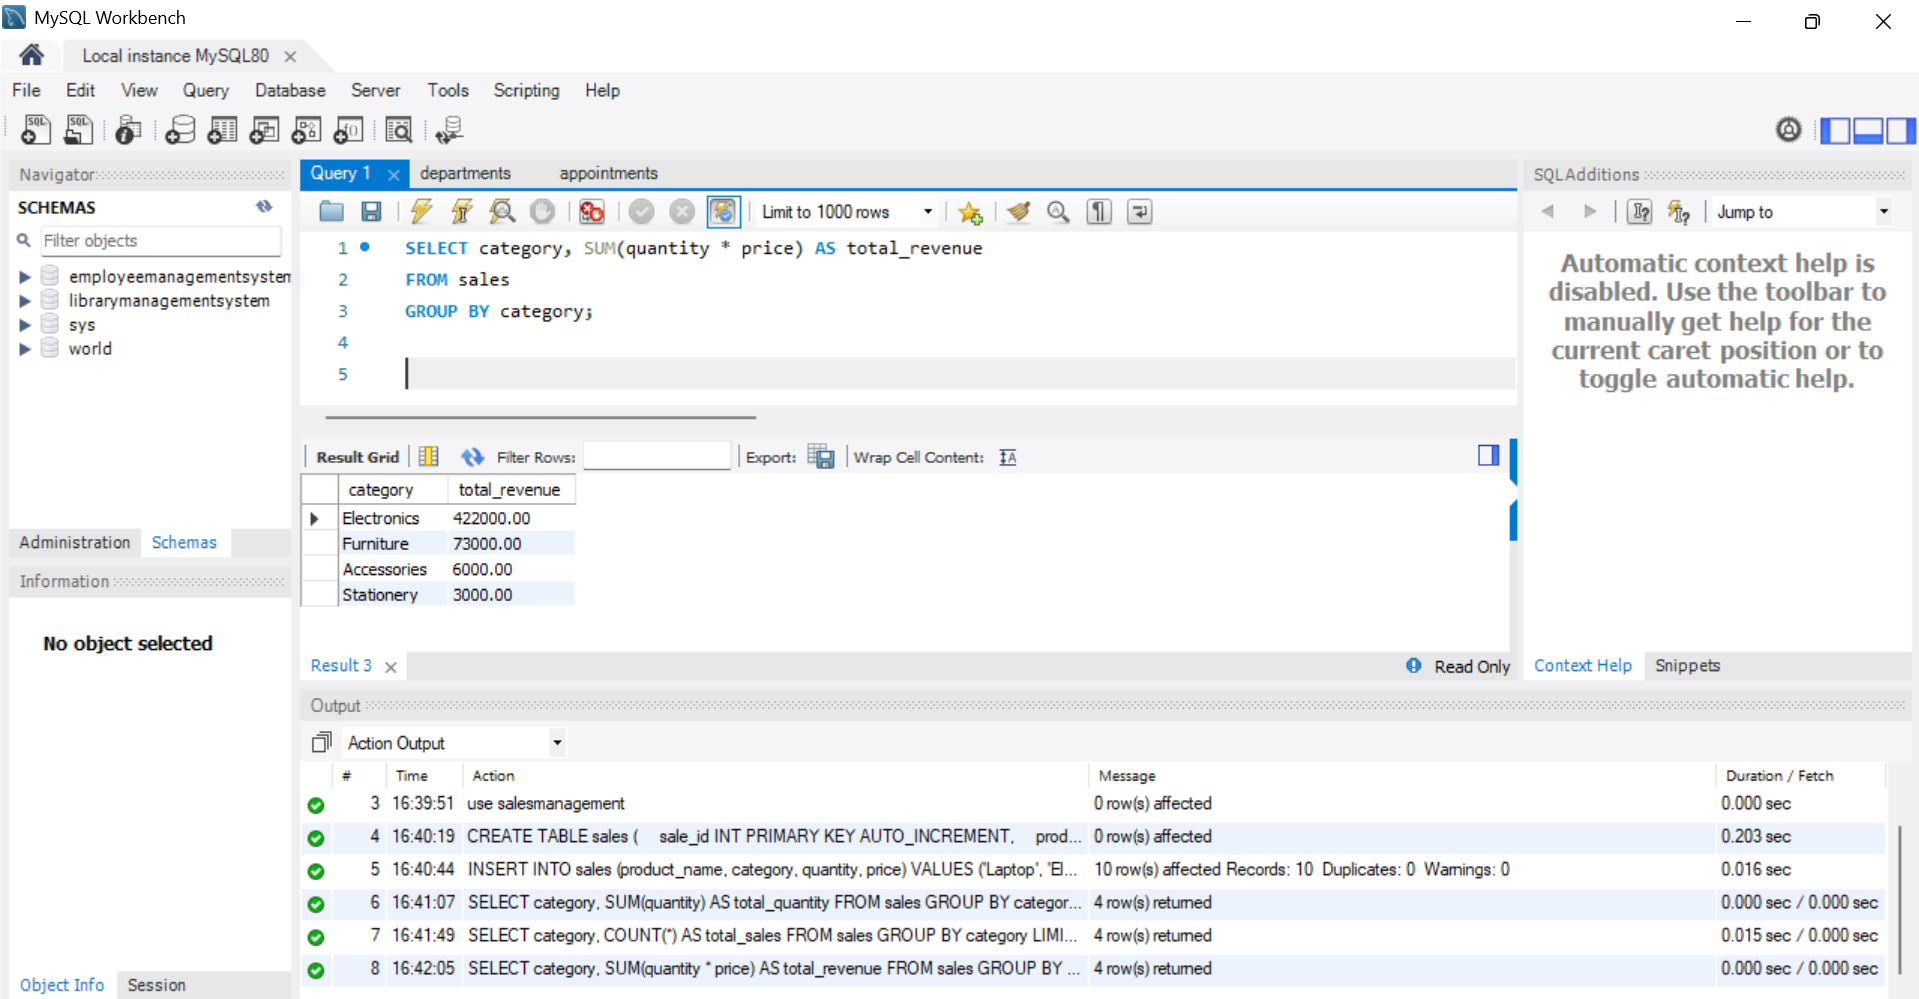 MySQL Workbench
Local instance MySQL80
File Edit View Query Database Server Tools Scripting Help
Navigator
SCHEMAS
Filter objects
employeemanagementsystem
librarymanagementsystem
sys
world
Administration Schemas
Information
No object selected
Object Info Session
Query 1 departments appointments
Limit to 1000 rows
1 SELECT category, SUM(quantity * price) AS total_revenue
2 FROM sales
3 GROUP BY category;
4
5
Result Grid Filter Rows: Export: Wrap Cell Content:
category total_revenue
Electronics 422000.00
Furniture 73000.00
Accessories 6000.00
Stationery 3000.00
Result 3 Read Only
SQLAdditions
Jump to
Automatic context help is
disabled. Use the toolbar to
manually get help for the
current caret position or to
toggle automatic help.
Context Help Snippets
Output
Action Output
# Time Action Message Duration / Fetch
3 16:39:51 use salesmanagement 0 row(s) affected 0.000 sec
4 16:40:19 CREATE TABLE sales ( sale_id INT PRIMARY KEY AUTO_INCREMENT, prod... 0 row(s) affected 0.203 sec
5 16:40:44 INSERT INTO sales (product_name, category, quantity, price) VALUES ('Laptop', 'El... 10 row(s) affected Records: 10 Duplicates: 0 Warnings: 0 0.016 sec
6 16:41:07 SELECT category, SUM(quantity) AS total_quantity FROM sales GROUP BY categor... 4 row(s) returned 0.000 sec / 0.000 sec
7 16:41:49 SELECT category, COUNT(*) AS total_sales FROM sales GROUP BY category LIMI... 4 row(s) returned 0.015 sec / 0.000 sec
8 16:42:05 SELECT category, SUM(quantity * price) AS total_revenue FROM sales GROUP BY ... 4 row(s) returned 0.000 sec / 0.000 sec